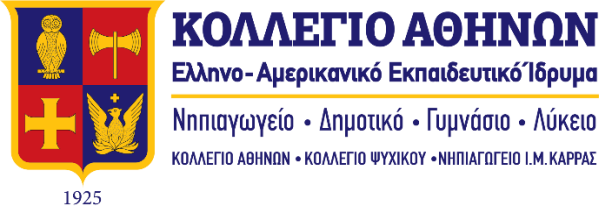 ΚΟΛΛΕΓΙΟ ΑΘΗΝΩΝ
Ελληνο-Αμερικανικό Εκπαιδευτικό Ίδρυμα
Νηπιαγωγείο • Δημοτικό • Γυμνάσιο • Λύκειο
ΚΟΛΛΕΓΙΟ ΑΘΗΝΩΝ • ΚΟΛΛΕΓΙΟ ΨΥΧΙΚΟΥ • ΝΗΠΙΑΓΩΓΕΙΟ Ι.Μ. ΚΑΡΡΑΣ
1925